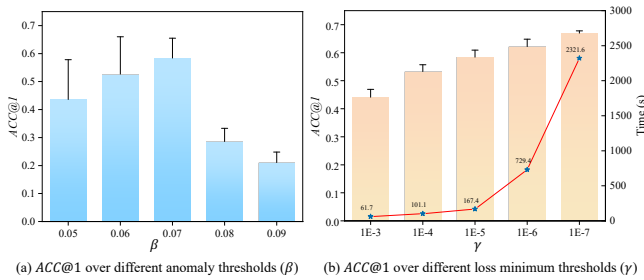 (a)
(b)
0.8
0.7
0.6
0.5
0.4
0.3
0.2
0.1
0.0
ACC@1
0.05 0.06 0.07 0.08 0.09
β
0.7
0.6
0.5
0.4
0.3
0.2
0.1
0.0
ACC@1
61.7 101.1 167.4 729.4 2321.6
1E-3 1E-4 1E-5 1E-6 1E-7
γ
3000
2500
2000
1500
1000
500
0
Time (s)
(a) ACC@1 over different anomaly thresholds (β)
(b) ACC@1 over different loss minimum thresholds (γ)